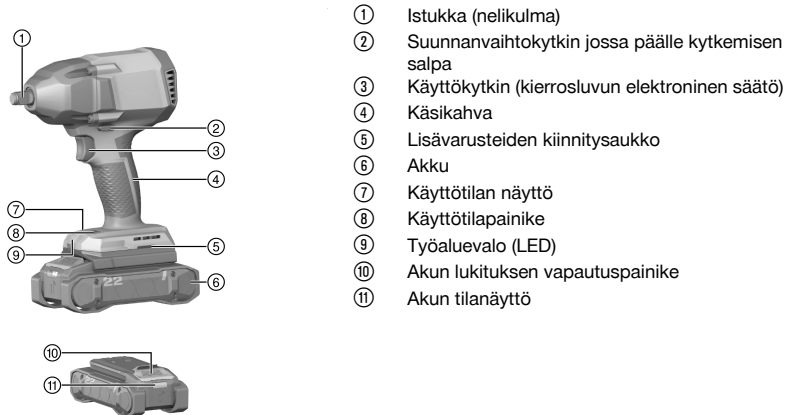 ① Istukka (nelikulma)
② Suunnanvaihtokytkin jossa päälle kytkemisen
salpa
③ Käyttökytkin (kierrosluvun elektroninen säätö)
④ Käsikahva
⑤ Lisävarusteiden kiinnitysaukko
⑥ Akku
⑦ Käyttötilan näyttö
⑧ Käyttötilapainike
⑨ Työaluevalo (LED)
⑩ Akun lukituksen vapautuspainike
⑪ Akun tilanäyttö
①
②
③
④
⑦
⑧
⑨
⑤
⑥
22
⑩
⑪